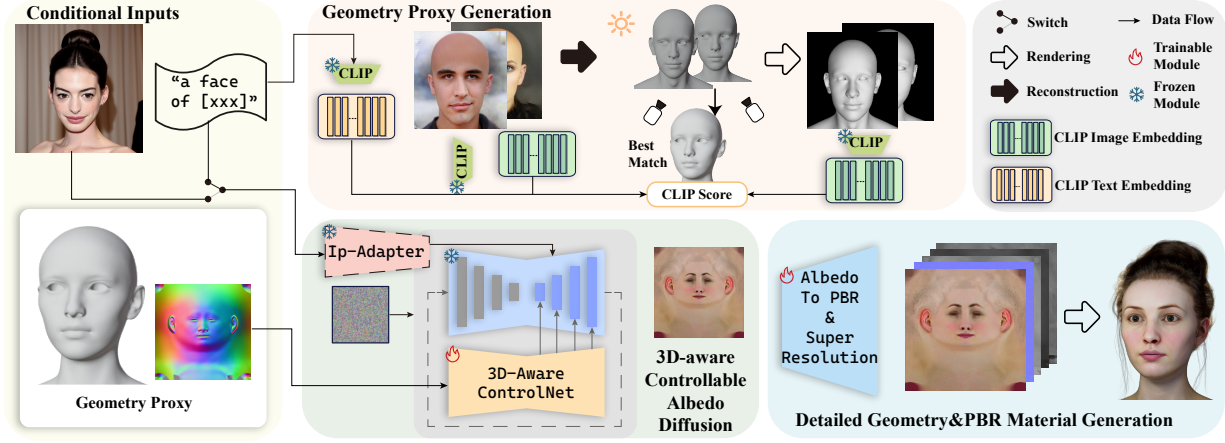 Conditional Inputs
“a face
of [xxx]”
Geometry Proxy
Geometry Proxy Generation
CLIP
CLIP
Best
Match
CLIP
CLIP Score
Switch
Data Flow
Rendering
Trainable
Module
Reconstruction
Frozen
Module
CLIP Image Embedding
CLIP Text Embedding
Ip-Adapter
3D-Aware
ControlNet
3D-aware
Controllable
Albedo
Diffusion
Albedo
To PBR
&
Super
Resolution
Detailed Geometry&PBR Material Generation